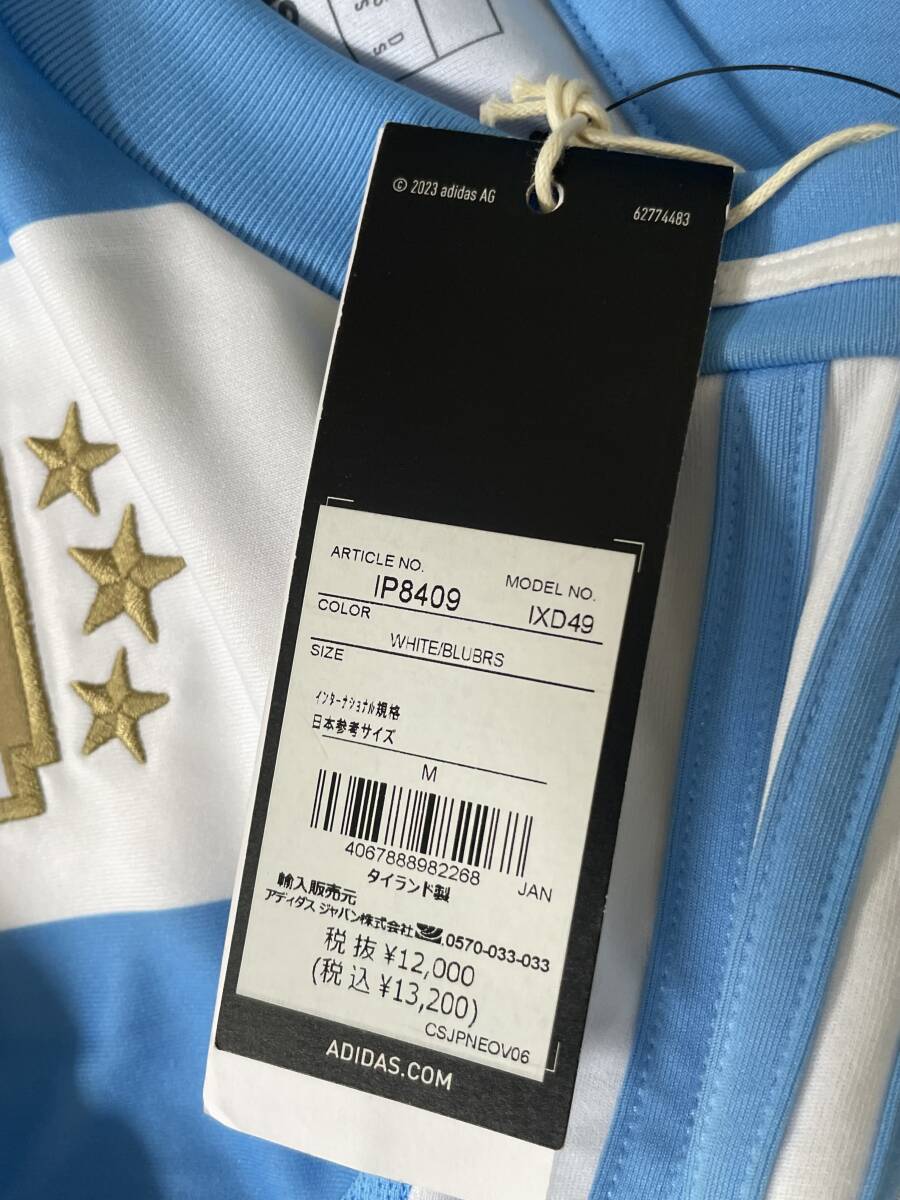 D
S
© 2023 adidas AG
62774483
ARTICLE NO.
IP8409
MODEL NO.
IXD49
COLOR
WHITE/BLUBRS
SIZE
インターナショナル規格
日本参考サイズ
M
4067888982268
JAN
タイランド製
輸入販売元
アディダス ジャパン株式会社
0570-033-033
税抜 ¥12,000
(税込 ¥13,200)
CSJPNEOV06
ADIDAS.COM